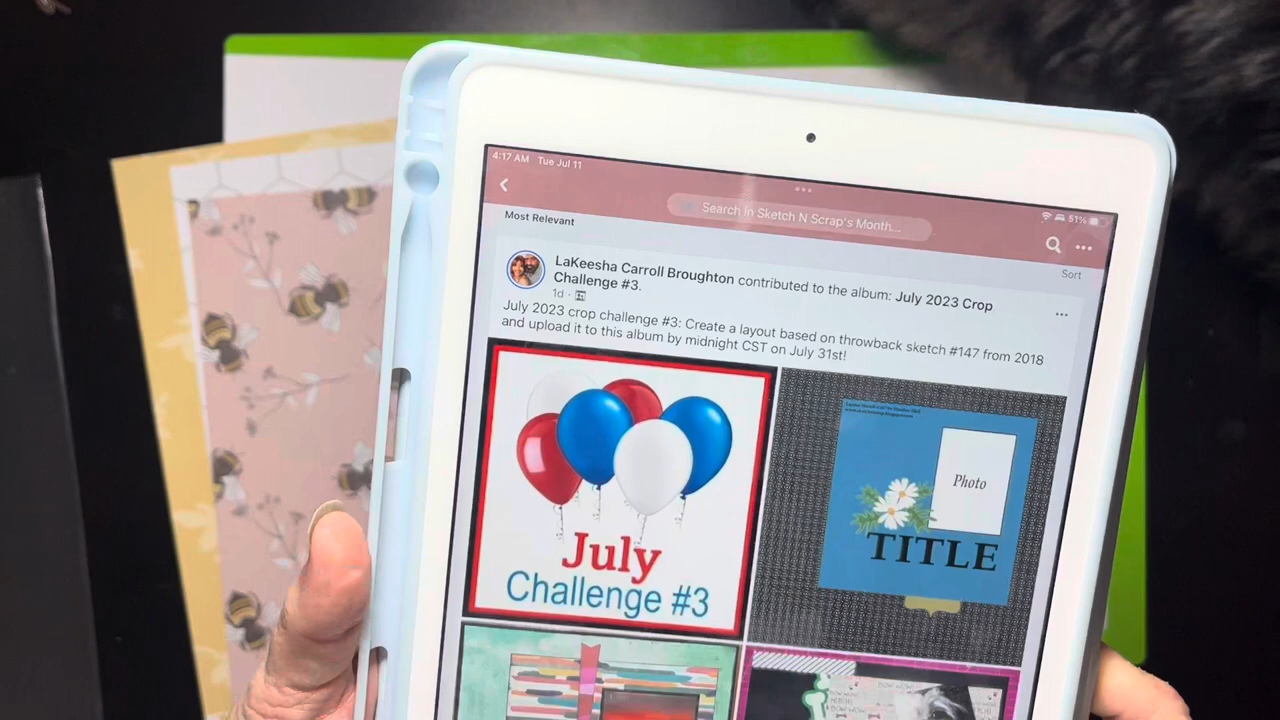 4:17 AM Tue Jul 11
51%
Search in Sketch N Scrap's Month...
Most Relevant
Sort
LaKeesha Carroll Broughton contributed to the album: July 2023 Crop
Challenge #3.
1d ·
July 2023 crop challenge #3: Create a layout based on throwback sketch #147 from 2018
and upload it to this album by midnight CST on July 31st!
July
Challenge #3
Photo
TITLE
BOW WOW